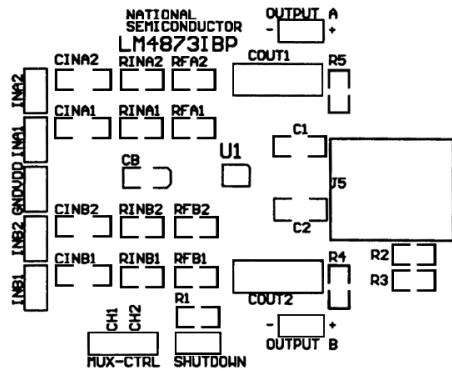 NATIONAL
SEMICONDUCTOR
LM4873IBP
OUTPUT A
- +
CINA2 RINA2 RFA2
COUT1
R5
INA2
CINA1 RINA1 RFA1
INA1
C1
U1
CB
GNDVDD
J5
CINB2 RINB2 RFB2
INB2
C2
CINB1 RINB1 RFB1
INB1
R4
R2
R3
COUT2
R1
CH1
CH2
- +
OUTPUT B
MUX-CTRL SHUTDOWN